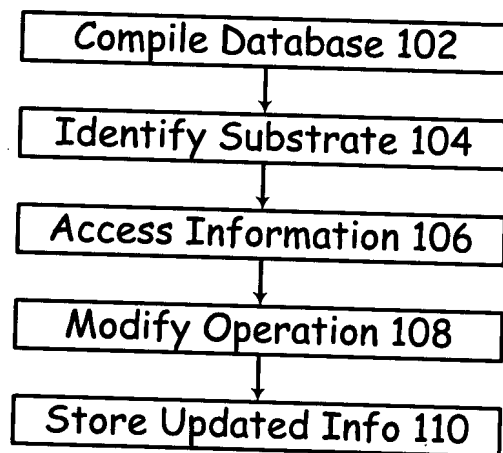 Compile Database 102
Identify Substrate 104
Access Information 106
Modify Operation 108
Store Updated Info 110